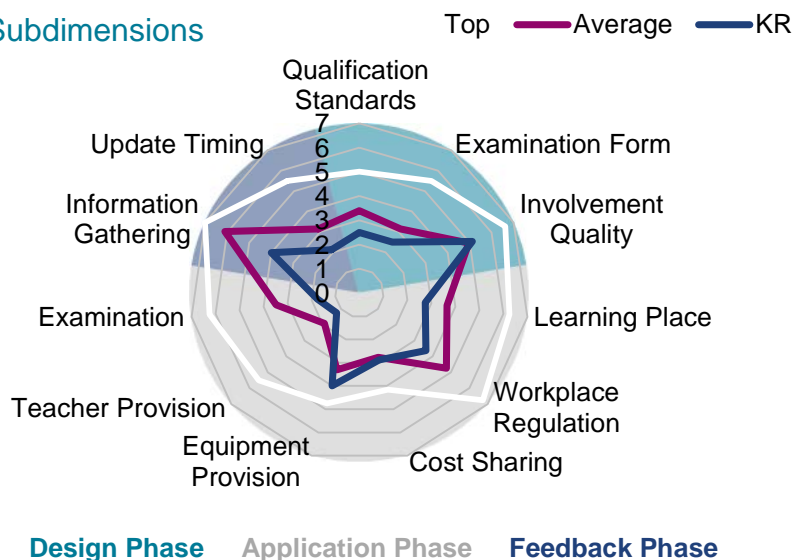 Subdimensions
Top Average KR
Qualification
Standards
Examination Form
Involvement
Quality
Learning Place
Workplace
Regulation
Cost Sharing
Equipment
Provision
Teacher Provision
Examination
Information
Gathering
Update Timing
7
6
5
4
3
2
1
0
Design Phase Application Phase Feedback Phase